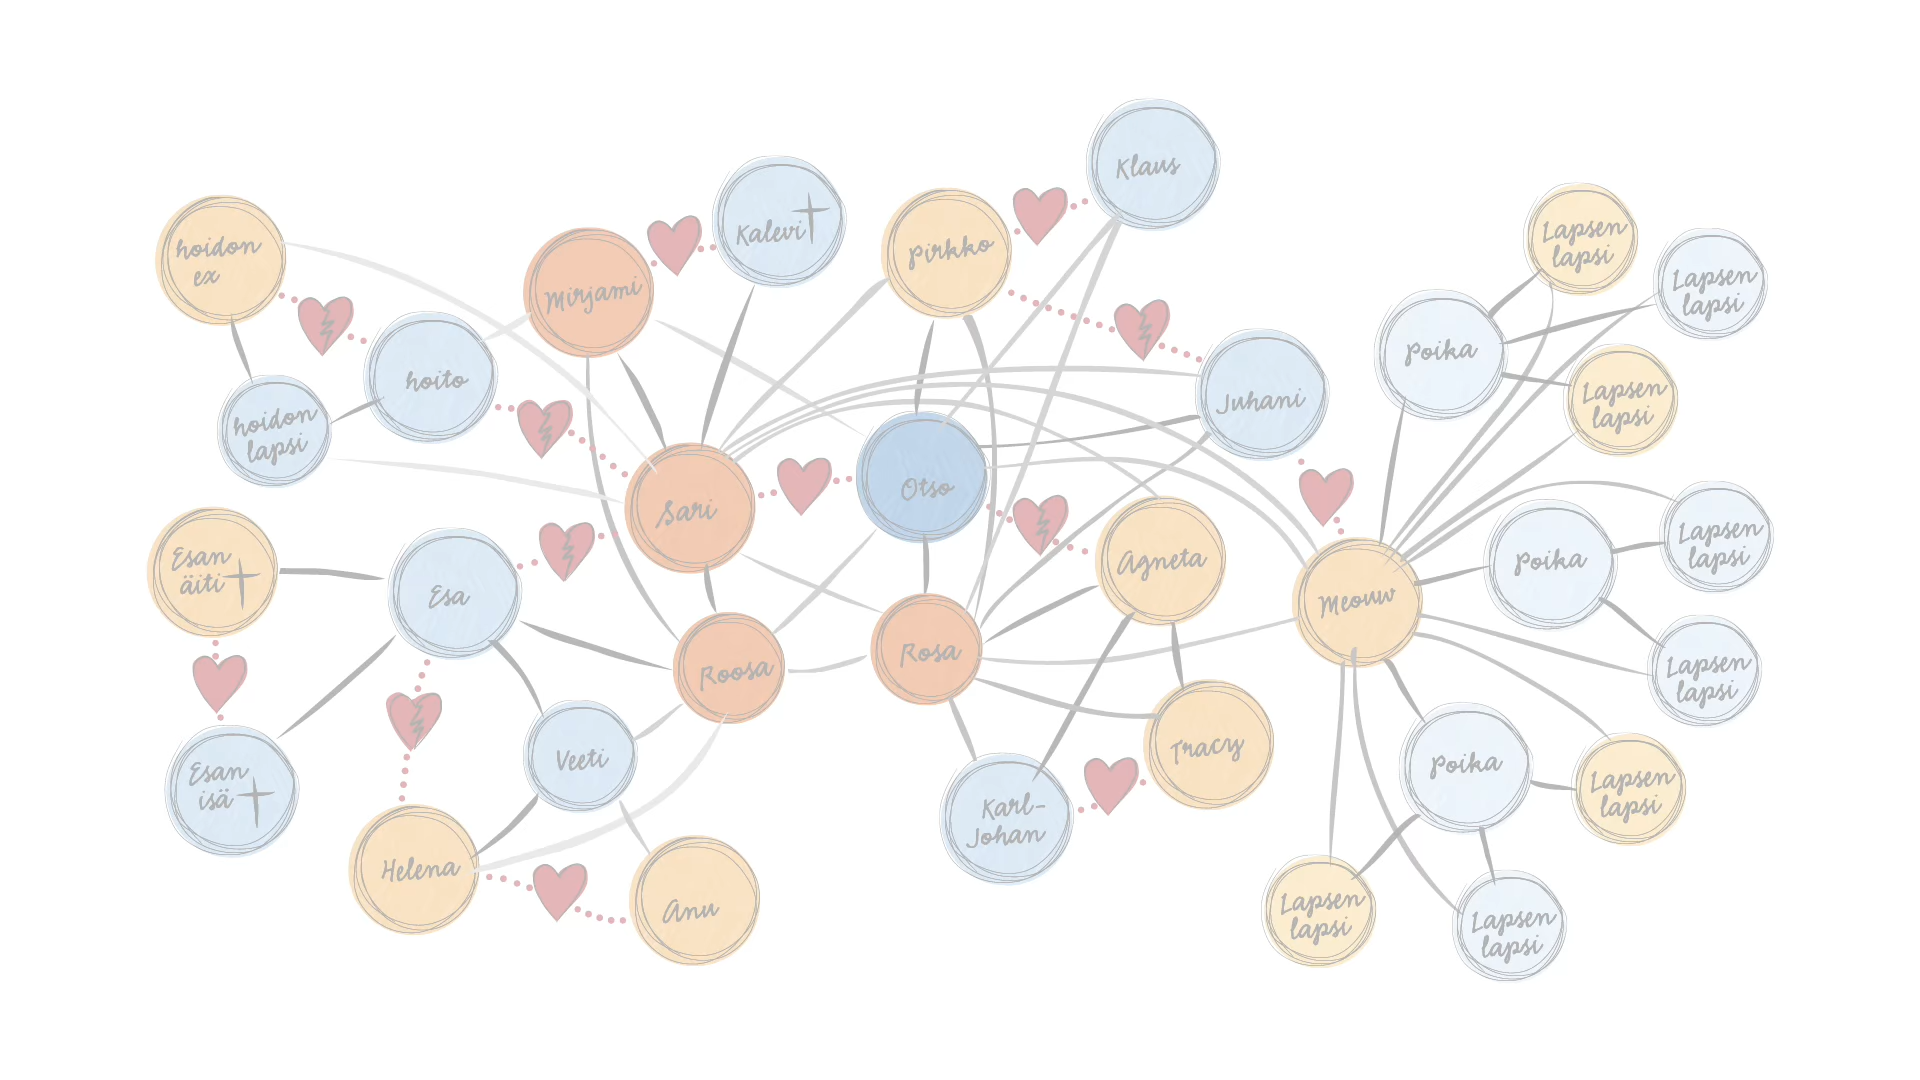 Klaus
Kalevi
Pirkko
hoidon
ex
Mirjami
Lapsen
lapsi
Lapsen
lapsi
hoito
Poika
Juhani
Lapsen
lapsi
hoidon
lapsi
Sari
Otso
Esan
äiti
Esa
Agneta
Meouw
Poika
Lapsen
lapsi
Roosa
Rosa
Lapsen
lapsi
Esan
isä
Veeti
Tracy
Poika
Lapsen
lapsi
Karl-
Johan
Helena
Anu
Lapsen
lapsi
Lapsen
lapsi